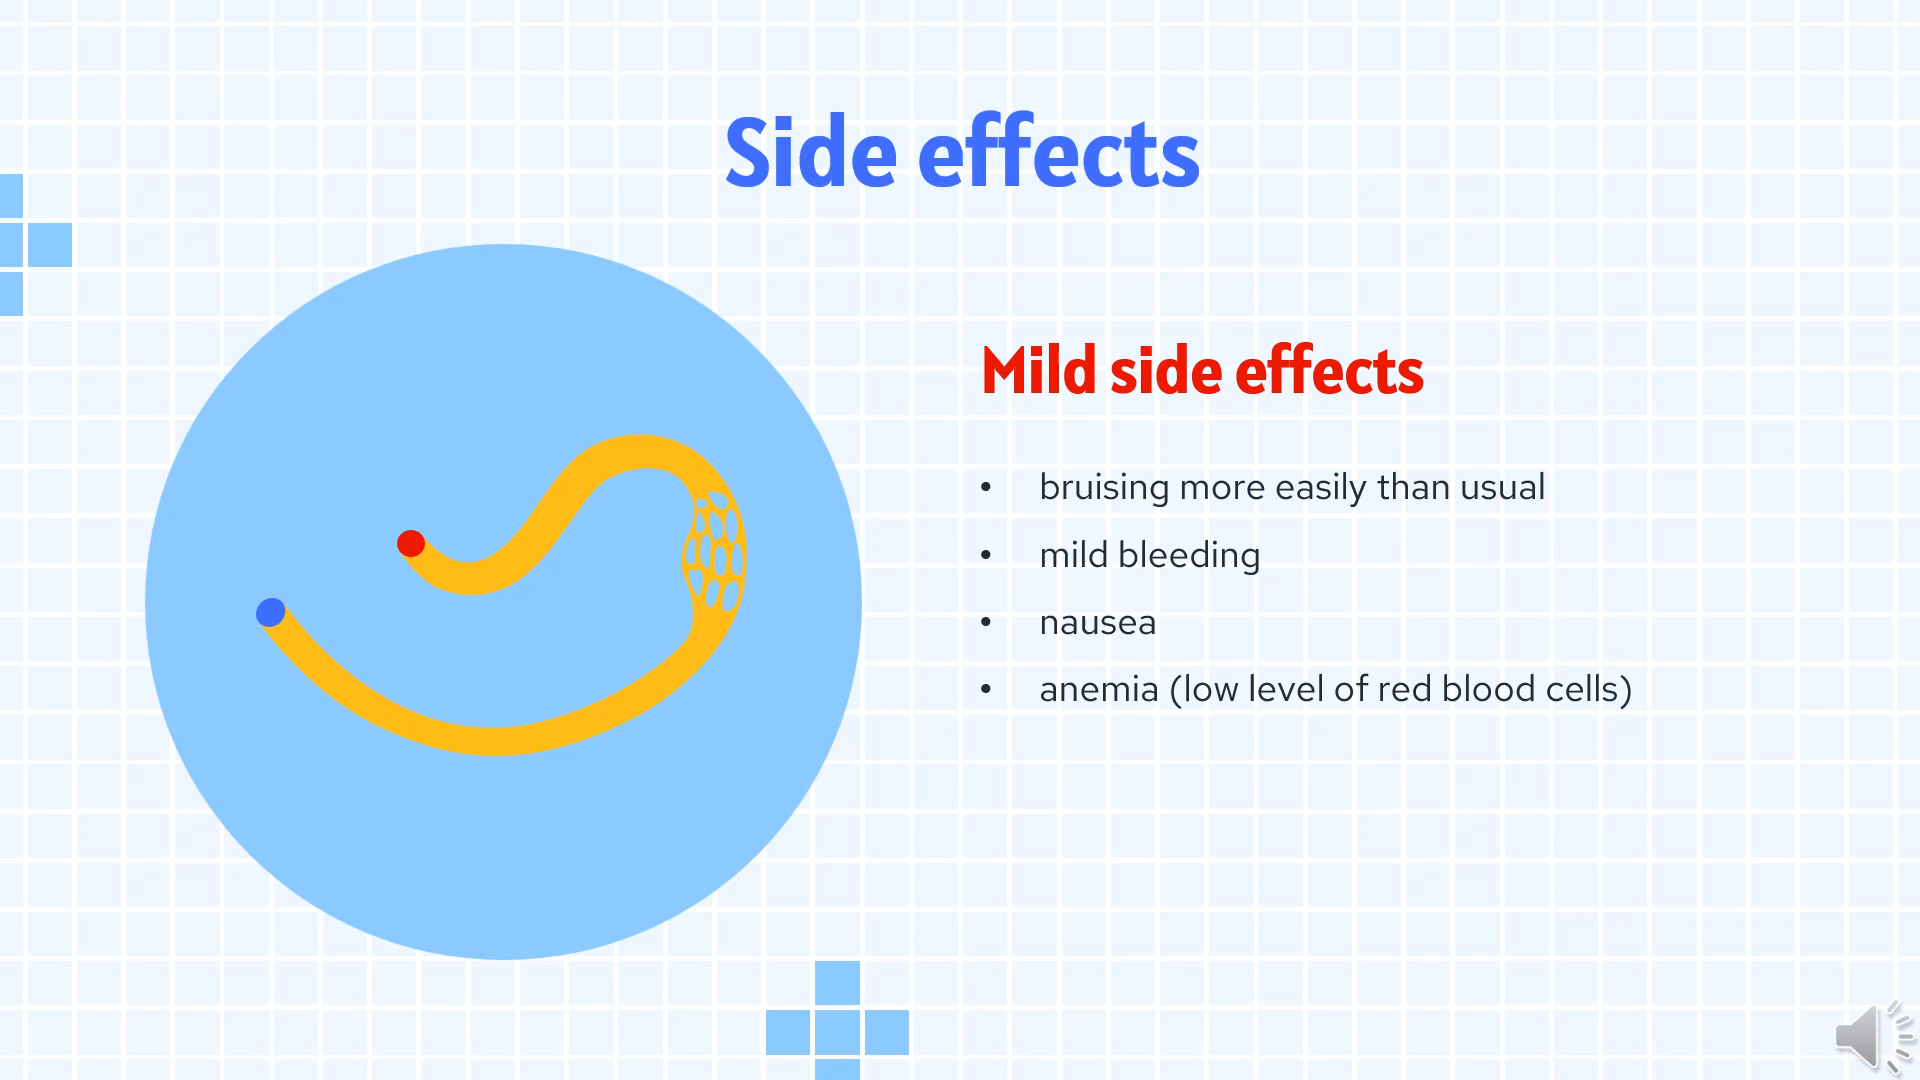 Side effects
Mild side effects
• bruising more easily than usual
• mild bleeding
• nausea
• anemia (low level of red blood cells)